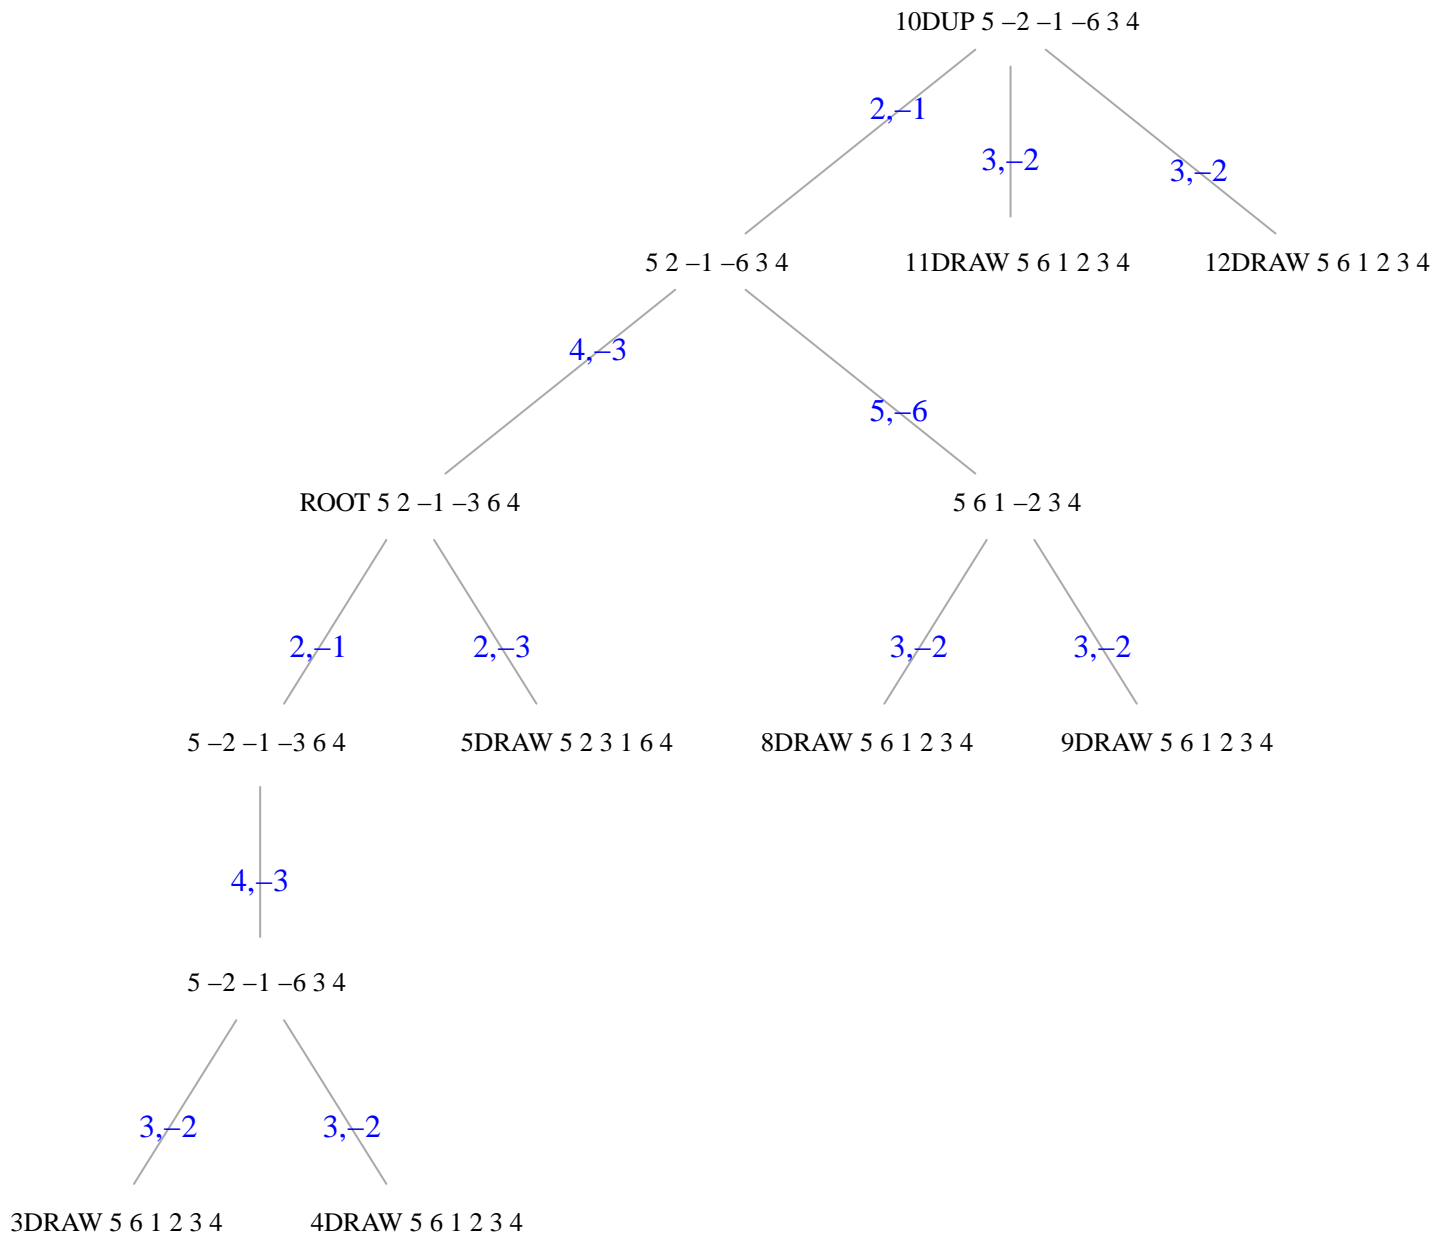 10DUP 5 –2 –1 –6 3 4
2,–1
3,–2
3,–2
5 2 –1 –6 3 4
11DRAW 5 6 1 2 3 4
12DRAW 5 6 1 2 3 4
4,–3
5,–6
ROOT 5 2 –1 –3 6 4
5 6 1 –2 3 4
2,–1
2,–3
3,–2
3,–2
5 –2 –1 –3 6 4
5DRAW 5 2 3 1 6 4
8DRAW 5 6 1 2 3 4
9DRAW 5 6 1 2 3 4
4,–3
5 –2 –1 –6 3 4
3,–2
3,–2
3DRAW 5 6 1 2 3 4
4DRAW 5 6 1 2 3 4